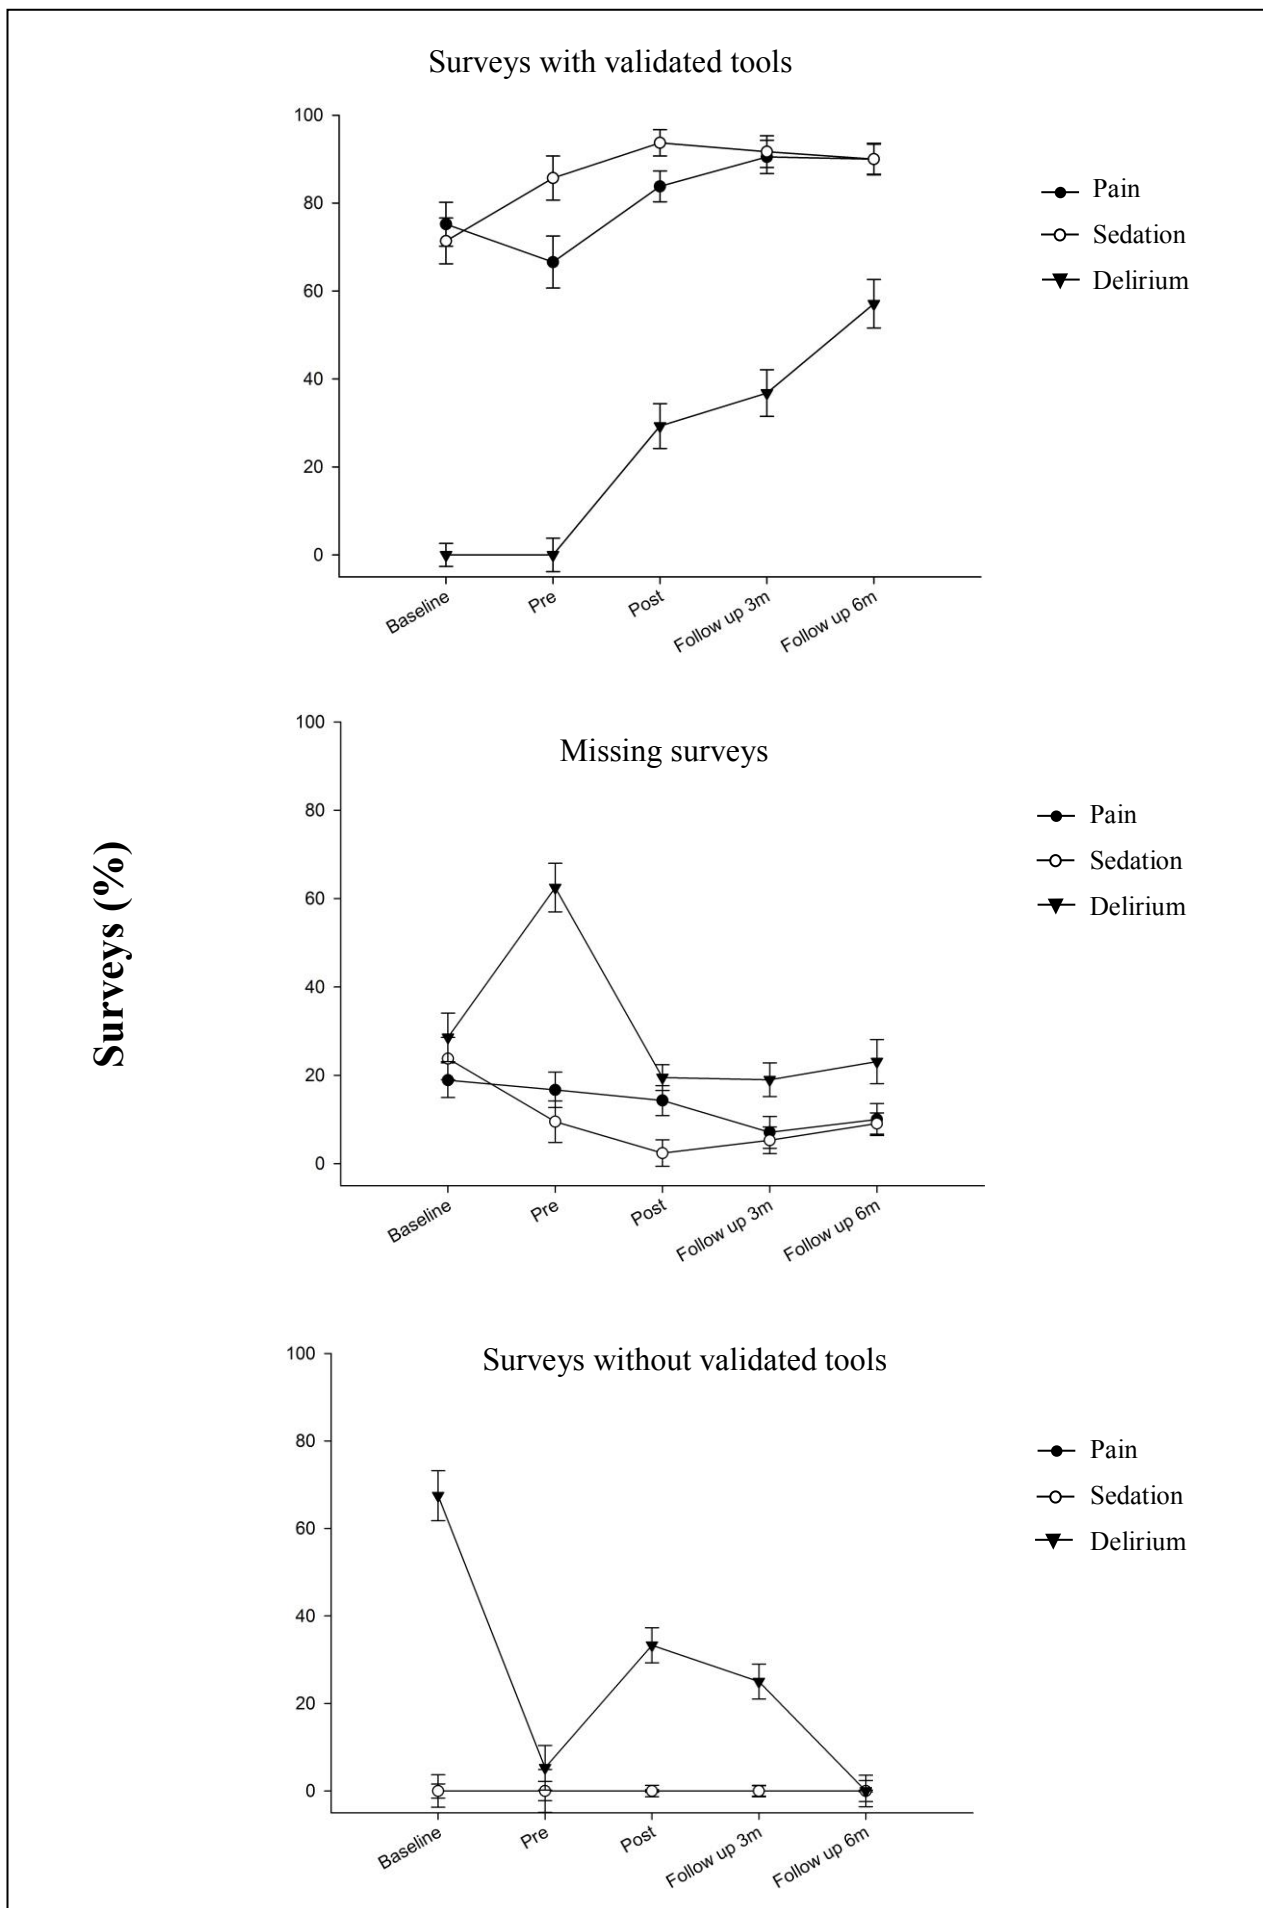 Surveys (%)
Surveys with validated tools
100
80
60
40
20
0
Baseline
Pre
Post
Follow up 3m
Follow up 6m
Pain
Sedation
Delirium
Missing surveys
100
80
60
40
20
0
Baseline
Pre
Post
Follow up 3m
Follow up 6m
Pain
Sedation
Delirium
Surveys without validated tools
100
80
60
40
20
0
Baseline
Pre
Post
Follow up 3m
Follow up 6m
Pain
Sedation
Delirium